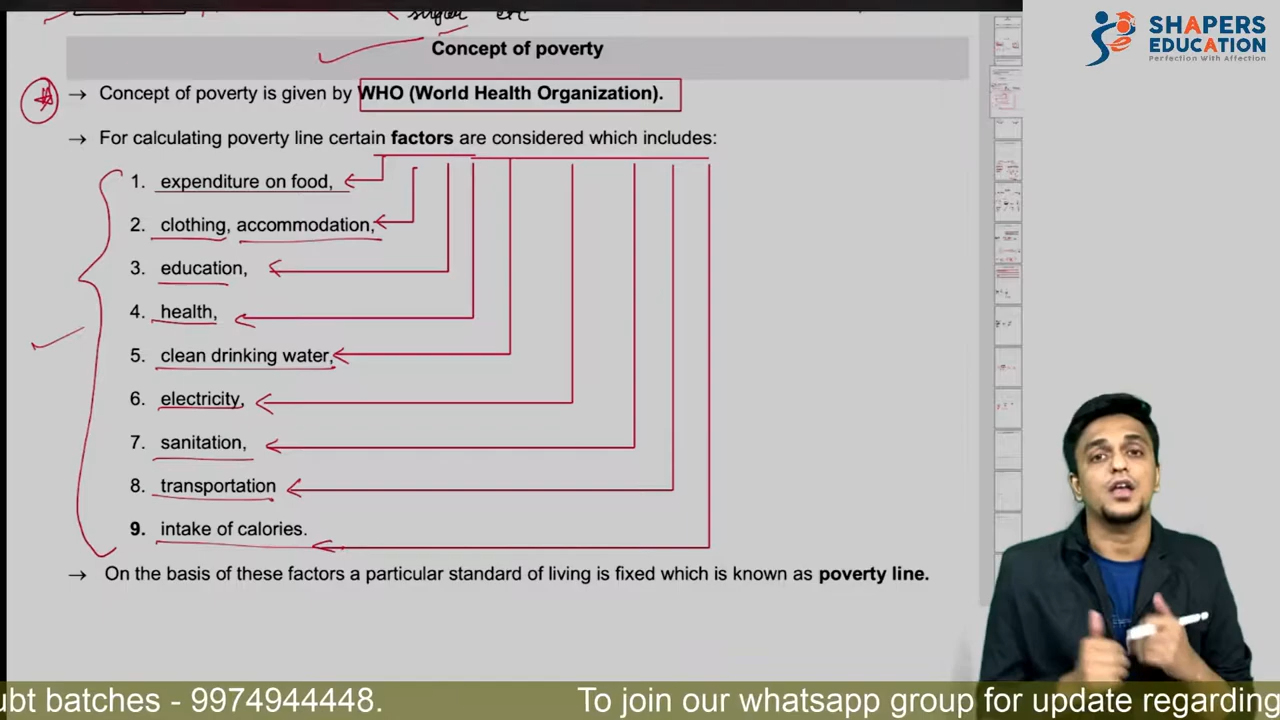 sugar etc
SHAPERS
EDUCATION
Perfection With Affection
Concept of poverty
→ Concept of poverty is given by WHO (World Health Organization).
→ For calculating poverty line certain factors are considered which includes:
1. expenditure on food,
2. clothing, accommodation,
3. education,
4. health,
5. clean drinking water,
6. electricity,
7. sanitation,
8. transportation
9. intake of calories.
→ On the basis of these factors a particular standard of living is fixed which is known as poverty line.
ubt batches - 9974944448. To join our whatsapp group for update regarding